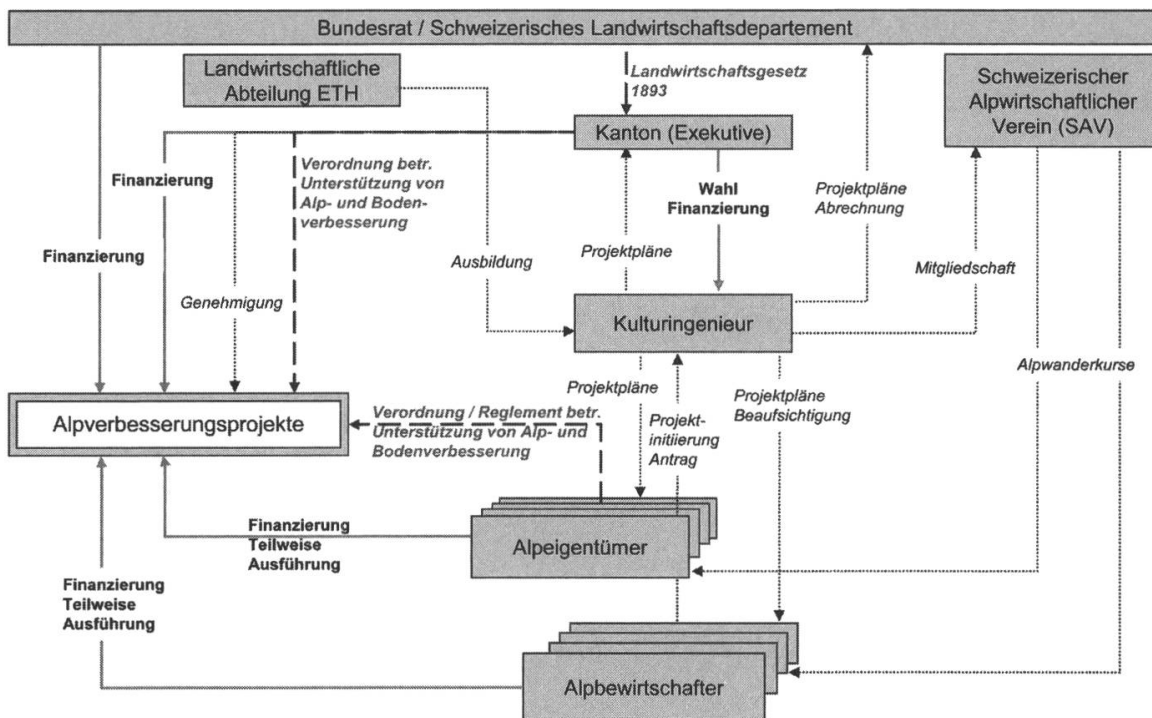 Bundesrat / Schweizerisches Landwirtschaftsdepartement
Landwirtschaftliche
Abteilung ETH
Landwirtschaftsgesetz
1893
Schweizerischer
Alpwirtschaftlicher
Verein (SAV)
Kanton (Exekutive)
Finanzierung
Verordnung betr.
Unterstützung von
Alp- und Boden-
verbesserung
Wahl
Finanzierung
Projektpläne
Abrechnung
Finanzierung
Ausbildung
Projektpläne
Mitgliedschaft
Genehmigung
Kulturingenieur
Alpwanderkurse
Projektpläne
Projektpläne
Beaufsichtigung
Alpverbesserungsprojekte
Verordnung / Reglement betr.
Unterstützung von Alp- und
Bodenverbesserung
Projekt-
initiierung
Antrag
Finanzierung
Teilweise
Ausführung
Alpeigentümer
Finanzierung
Teilweise
Ausführung
Alpbewirtschafter